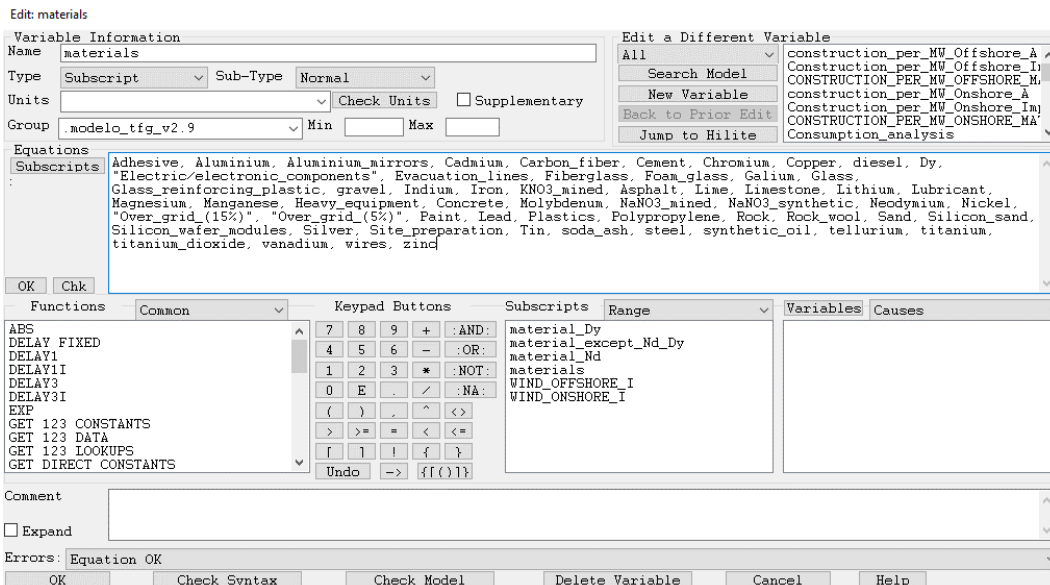 Edit: materials
Variable Information
Edit a Different Variable
Name materials
All
Type Subscript Sub-Type Normal
Search Model
Units Check Units Supplementary
New Variable
Back to Prior Edit
Group .modelo_tfg_v2.9 Min Max
Jump to Hilite
construction_per_MW_Offshore_A
construction_per_MW_Offshore_I
CONSTRUCTION_PER_MW_OFFSHORE_M
construction_per_MW_Onshore_A
Construction_per_MW_Onshore_Im
CONSTRUCTION_PER_MW_ONSHORE_MA
Consumption_analysis
Equations
Subscripts
:
Adhesive, Aluminium, Aluminium_mirrors, Cadmium, Carbon_fiber, Cement, Chromium, Copper, diesel, Dy,
"Electric/electronic_components", Evacuation_lines, Fiberglass, Foam_glass, Galium, Glass,
Glass_reinforcing_plastic, gravel, Indium, Iron, KNO3_mined, Asphalt, Lime, Limestone, Lithium, Lubricant,
Magnesium, Manganese, Heavy_equipment, Concrete, Molybdenum, NaNO3_mined, NaNO3_synthetic, Neodymium, Nickel,
"Over_grid_(15%)", "Over_grid_(5%)", Paint, Lead, Plastics, Polypropylene, Rock, Rock_wool, Sand, Silicon_sand,
Silicon_wafer_modules, Silver, Site_preparation, Tin, soda_ash, steel, synthetic_oil, tellurium, titanium,
titanium_dioxide, vanadium, wires, zinc
OK Chk
Functions Common
ABS
DELAY FIXED
DELAY1
DELAY1I
DELAY3
DELAY3I
EXP
GET 123 CONSTANTS
GET 123 DATA
GET 123 LOOKUPS
GET DIRECT CONSTANTS
Keypad Buttons
7 8 9 + :AND:
4 5 6 - :OR:
1 2 3 * :NOT:
0 E . / :NA:
( ) , ^ <>
> >= = < <=
[ ] ! { }
Undo -> {[()]}
Subscripts Range
material_Dy
material_except_Nd_Dy
material_Nd
materials
WIND_OFFSHORE_I
WIND_ONSHORE_I
Variables Causes
Comment
Expand
Errors: Equation OK
OK Check Syntax Check Model Delete Variable Cancel Help